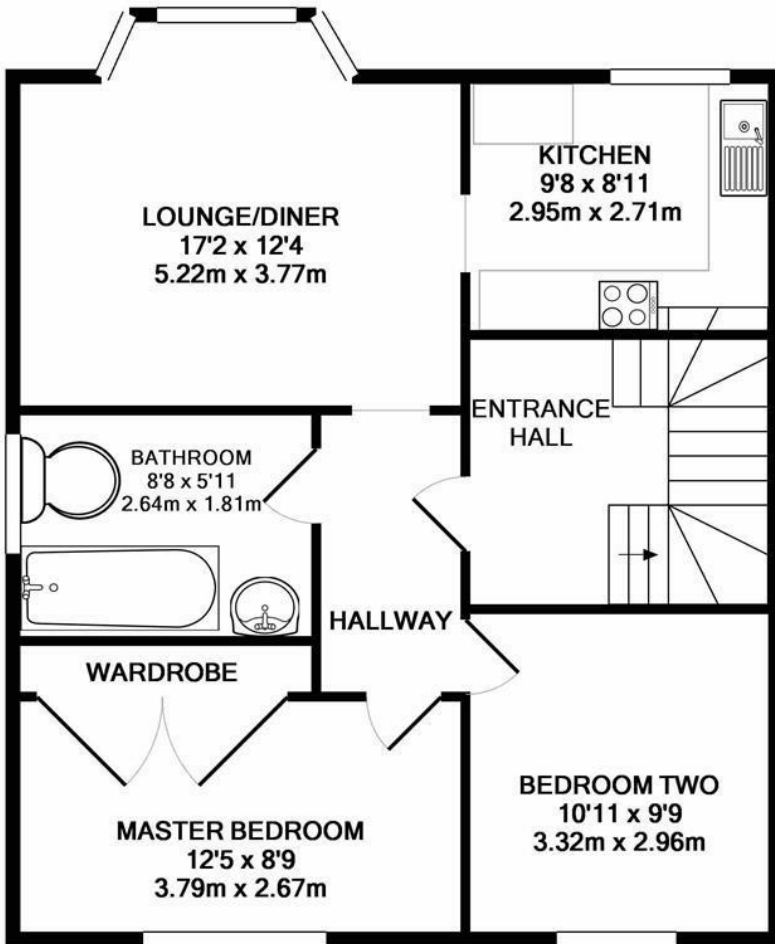 KITCHEN
9'8 x 8'11
2.95m x 2.71m
LOUNGE/DINER
17'2 x 12'4
5.22m x 3.77m
ENTRANCE
HALL
BATHROOM
8'8 x 5'11
2.64m x 1.81m
HALLWAY
WARDROBE
MASTER BEDROOM
12'5 x 8'9
3.79m x 2.67m
BEDROOM TWO
10'11 x 9'9
3.32m x 2.96m